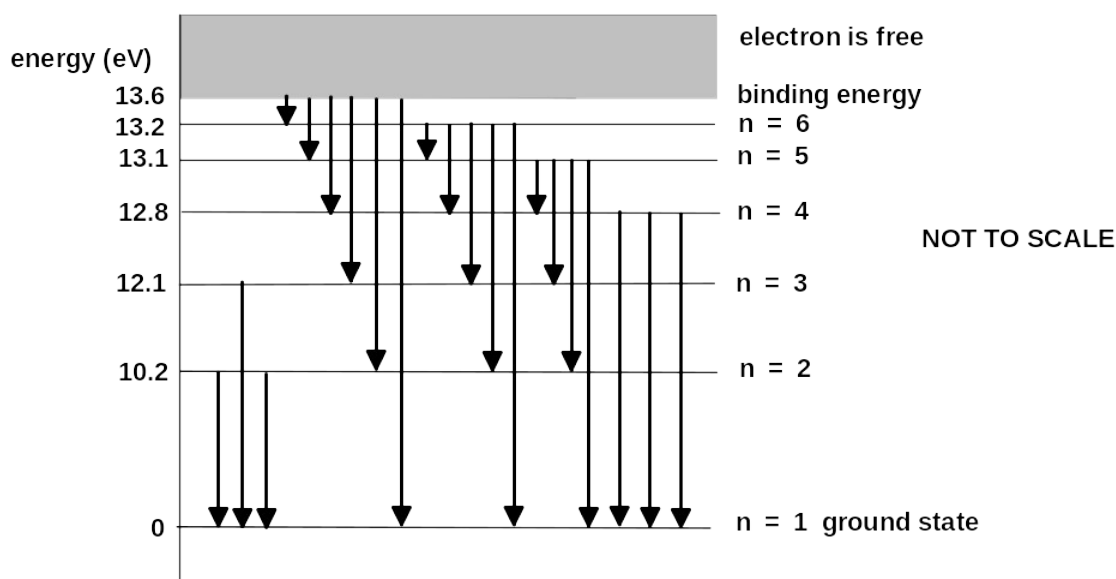 electron is free
energy (eV)
13.6 binding energy
13.2 n = 6
13.1 n = 5
12.8 n = 4
NOT TO SCALE
12.1 n = 3
10.2 n = 2
0 n = 1 ground state